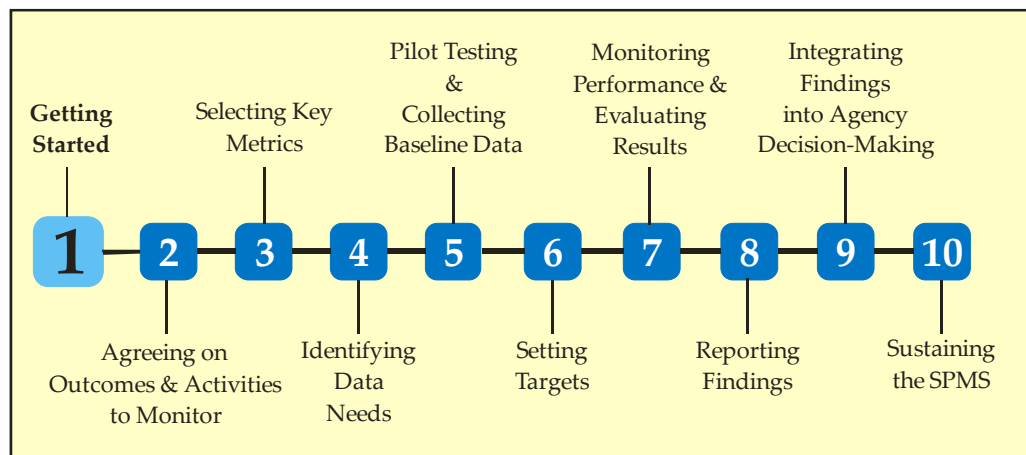 Getting
Started
1
2
Agreeing on
Outcomes & Activities
to Monitor
Selecting Key
Metrics
3
4
Identifying
Data
Needs
Pilot Testing
&
Collecting
Baseline Data
5
6
Setting
Targets
Monitoring
Performance &
Evaluating
Results
7
8
Reporting
Findings
Integrating
Findings
into Agency
Decision-Making
9
10
Sustaining
the SPMS